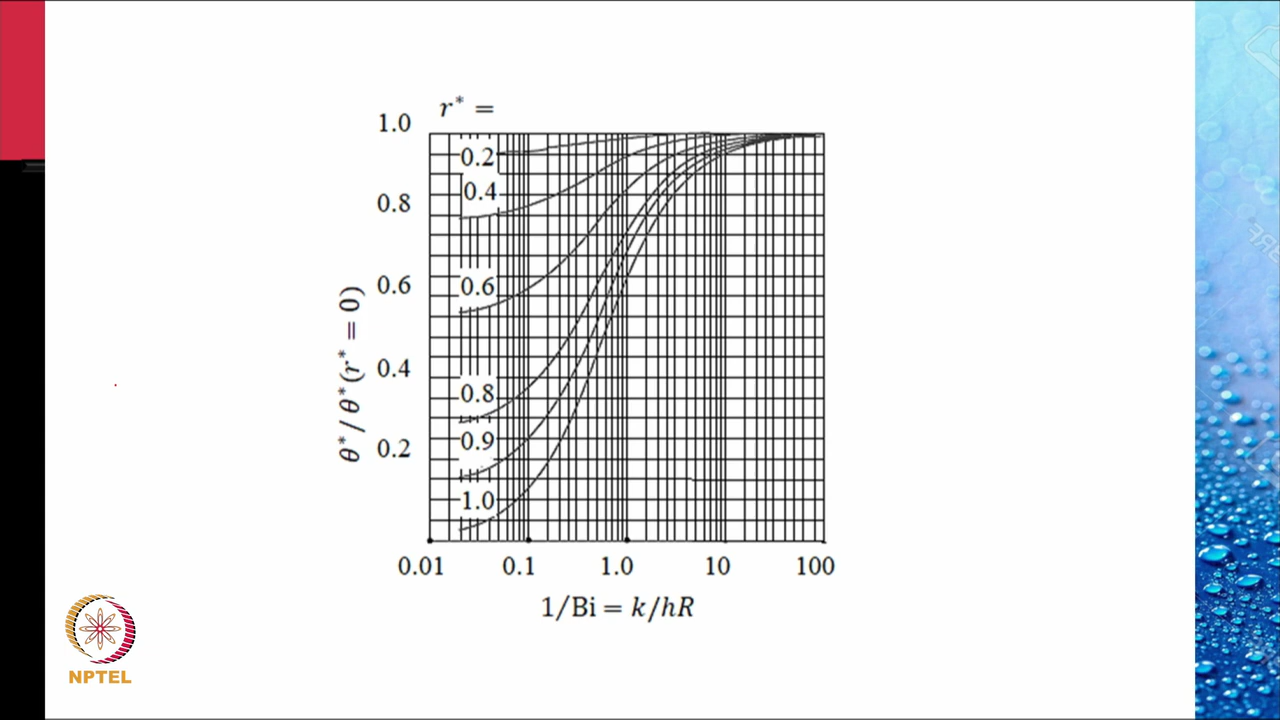 r* =
1.0
0.8
0.6
0.4
0.2
0.2
0.4
0.6
0.8
0.9
1.0
θ*/θ*(r* = 0)
0.01 0.1 1.0 10 100
1/Bi = k/hR
NPTEL